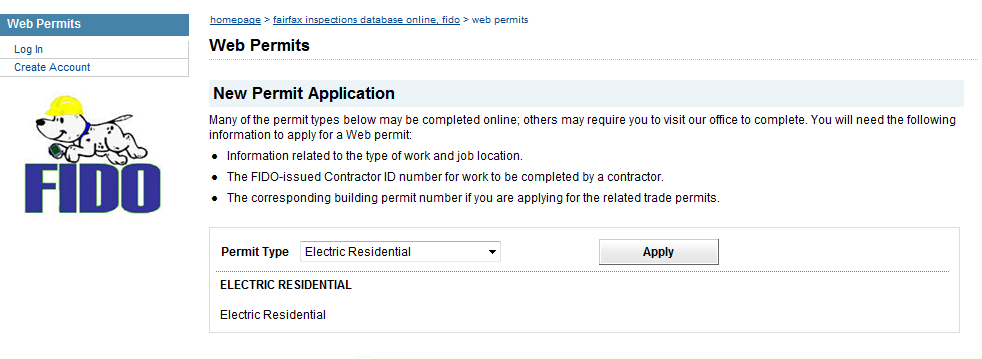 Web Permits
Log In
Create Account
FIDO
homepage > fairfax inspections database online, fido > web permits
Web Permits
New Permit Application
Many of the permit types below may be completed online; others may require you to visit our office to complete. You will need the following
information to apply for a Web permit:
● Information related to the type of work and job location.
● The FIDO-issued Contractor ID number for work to be completed by a contractor.
● The corresponding building permit number if you are applying for the related trade permits.
Permit Type Electric Residential Apply
ELECTRIC RESIDENTIAL
Electric Residential